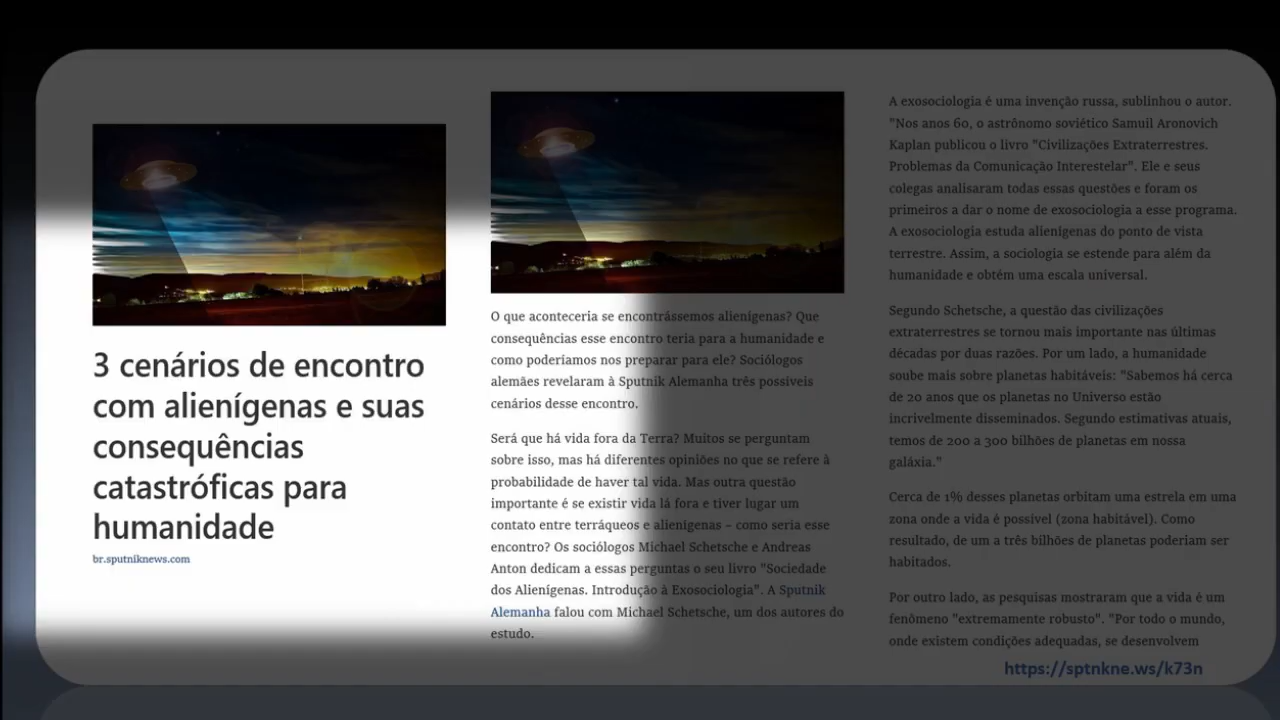 3 cenários de encontro
com alienígenas e suas
consequências
catastróficas para
humanidade
br.sputniknews.com
O que aconteceria se encontrássemos alienígenas? Que
consequências esse encontro teria para a humanidade e
como poderíamos nos preparar para ele? Sociólogos
alemães revelaram à Sputnik Alemanha três possíveis
cenários desse encontro.
Será que há vida fora da Terra? Muitos se perguntam
sobre isso, mas há diferentes opiniões no que se refere à
probabilidade de haver tal vida. Mas outra questão
importante é se existir vida lá fora e tiver lugar um
contato entre terráqueos e alienígenas – como seria esse
encontro? Os sociólogos Michael Schetsche e Andreas
Anton dedicam a essas perguntas o seu livro "Sociedade
dos Alienígenas. Introdução à Exosociologia". A Sputnik
Alemanha falou com Michael Schetsche, um dos autores do
estudo.
A exosociologia é uma invenção russa, sublinhou o autor.
"Nos anos 60, o astrônomo soviético Samuil Aronovich
Kaplan publicou o livro "Civilizações Extraterrestres.
Problemas da Comunicação Interestelar". Ele e seus
colegas analisaram todas essas questões e foram os
primeiros a dar o nome de exosociologia a esse programa.
A exosociologia estuda alienígenas do ponto de vista
terrestre. Assim, a sociologia se estende para além da
humanidade e obtém uma escala universal.
Segundo Schetsche, a questão das civilizações
extraterrestres se tornou mais importante nas últimas
décadas por duas razões. Por um lado, a humanidade
soube mais sobre planetas habitáveis: "Sabemos há cerca
de 20 anos que os planetas no Universo estão
incrivelmente disseminados. Segundo estimativas atuais,
temos de 200 a 300 bilhões de planetas em nossa
galáxia."
Cerca de 1% desses planetas orbitam uma estrela em uma
zona onde a vida é possível (zona habitável). Como
resultado, de um a três bilhões de planetas poderiam ser
habitados.
Por outro lado, as pesquisas mostraram que a vida é um
fenômeno "extremamente robusto". "Por todo o mundo,
onde existem condições adequadas, se desenvolvem
https://sptnkne.ws/k73n